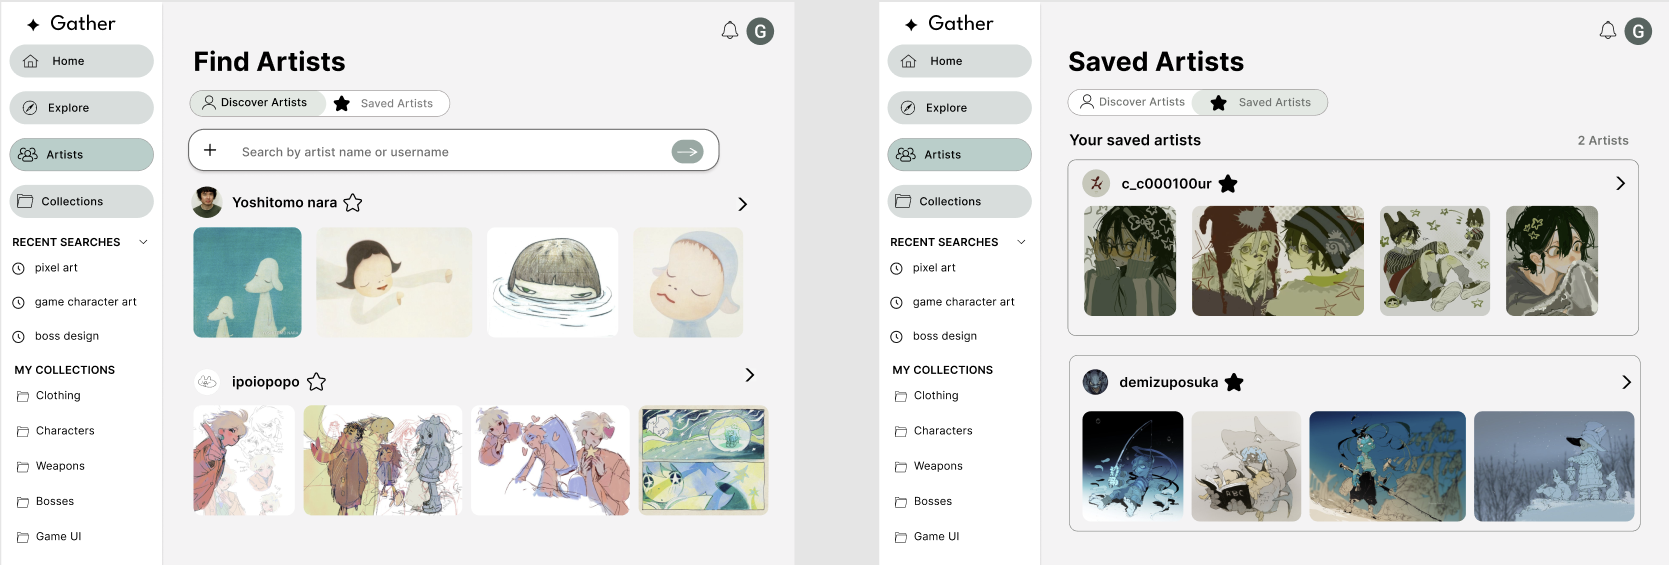 Gather
Home
Explore
Artists
Collections
RECENT SEARCHES
pixel art
game character art
boss design
MY COLLECTIONS
Clothing
Characters
Weapons
Bosses
Game UI
G
Find Artists
Discover Artists
Saved Artists
Search by artist name or username
Yoshitomo nara
ipoiopopo
Gather
Home
Explore
Artists
Collections
RECENT SEARCHES
pixel art
game character art
boss design
MY COLLECTIONS
Clothing
Characters
Weapons
Bosses
Game UI
G
Saved Artists
Discover Artists
Saved Artists
Your saved artists
2 Artists
c_c000100ur
demizuposuka
ABC